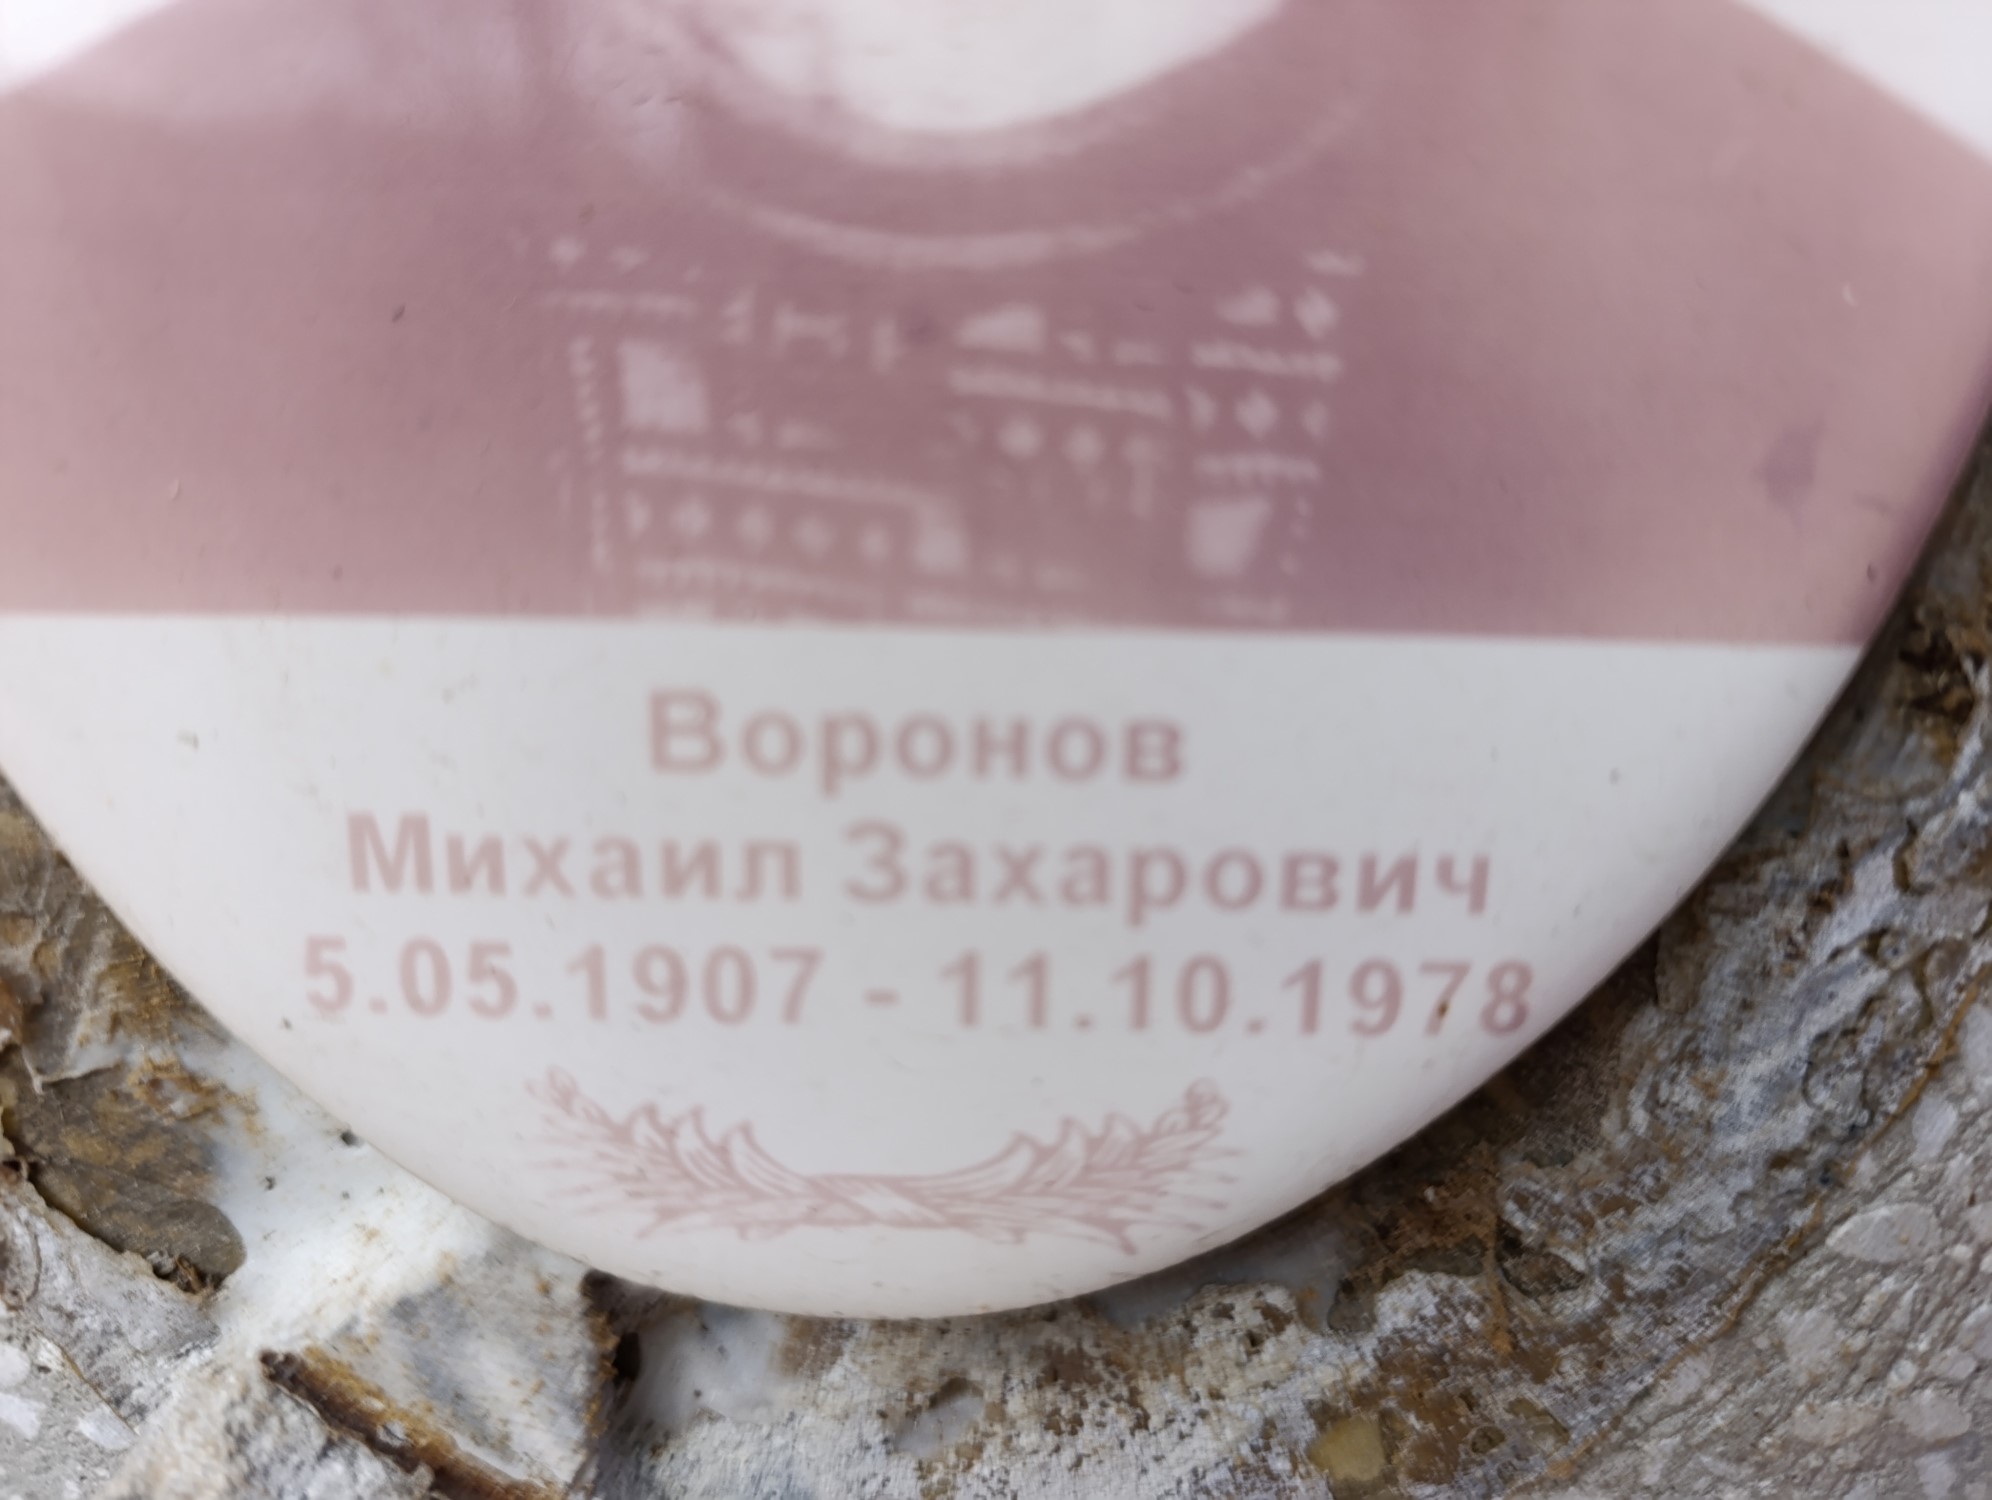 Воронов
Михаил Захарович
5.05.1907 - 11.10.1978